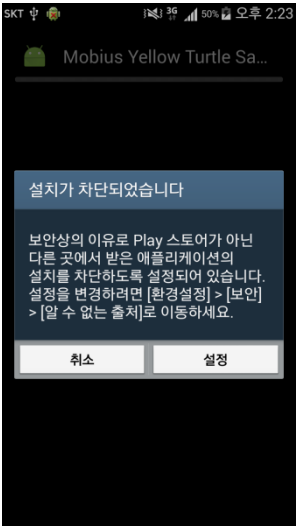 SKT 3G 50% 오후 2:23
Mobius Yellow Turtle Sa...
설치가 차단되었습니다
보안상의 이유로 Play 스토어가 아닌
다른 곳에서 받은 애플리케이션의
설치를 차단하도록 설정되어 있습니다.
설정을 변경하려면 [환경설정] > [보안]
> [알 수 없는 출처]로 이동하세요.
취소 설정